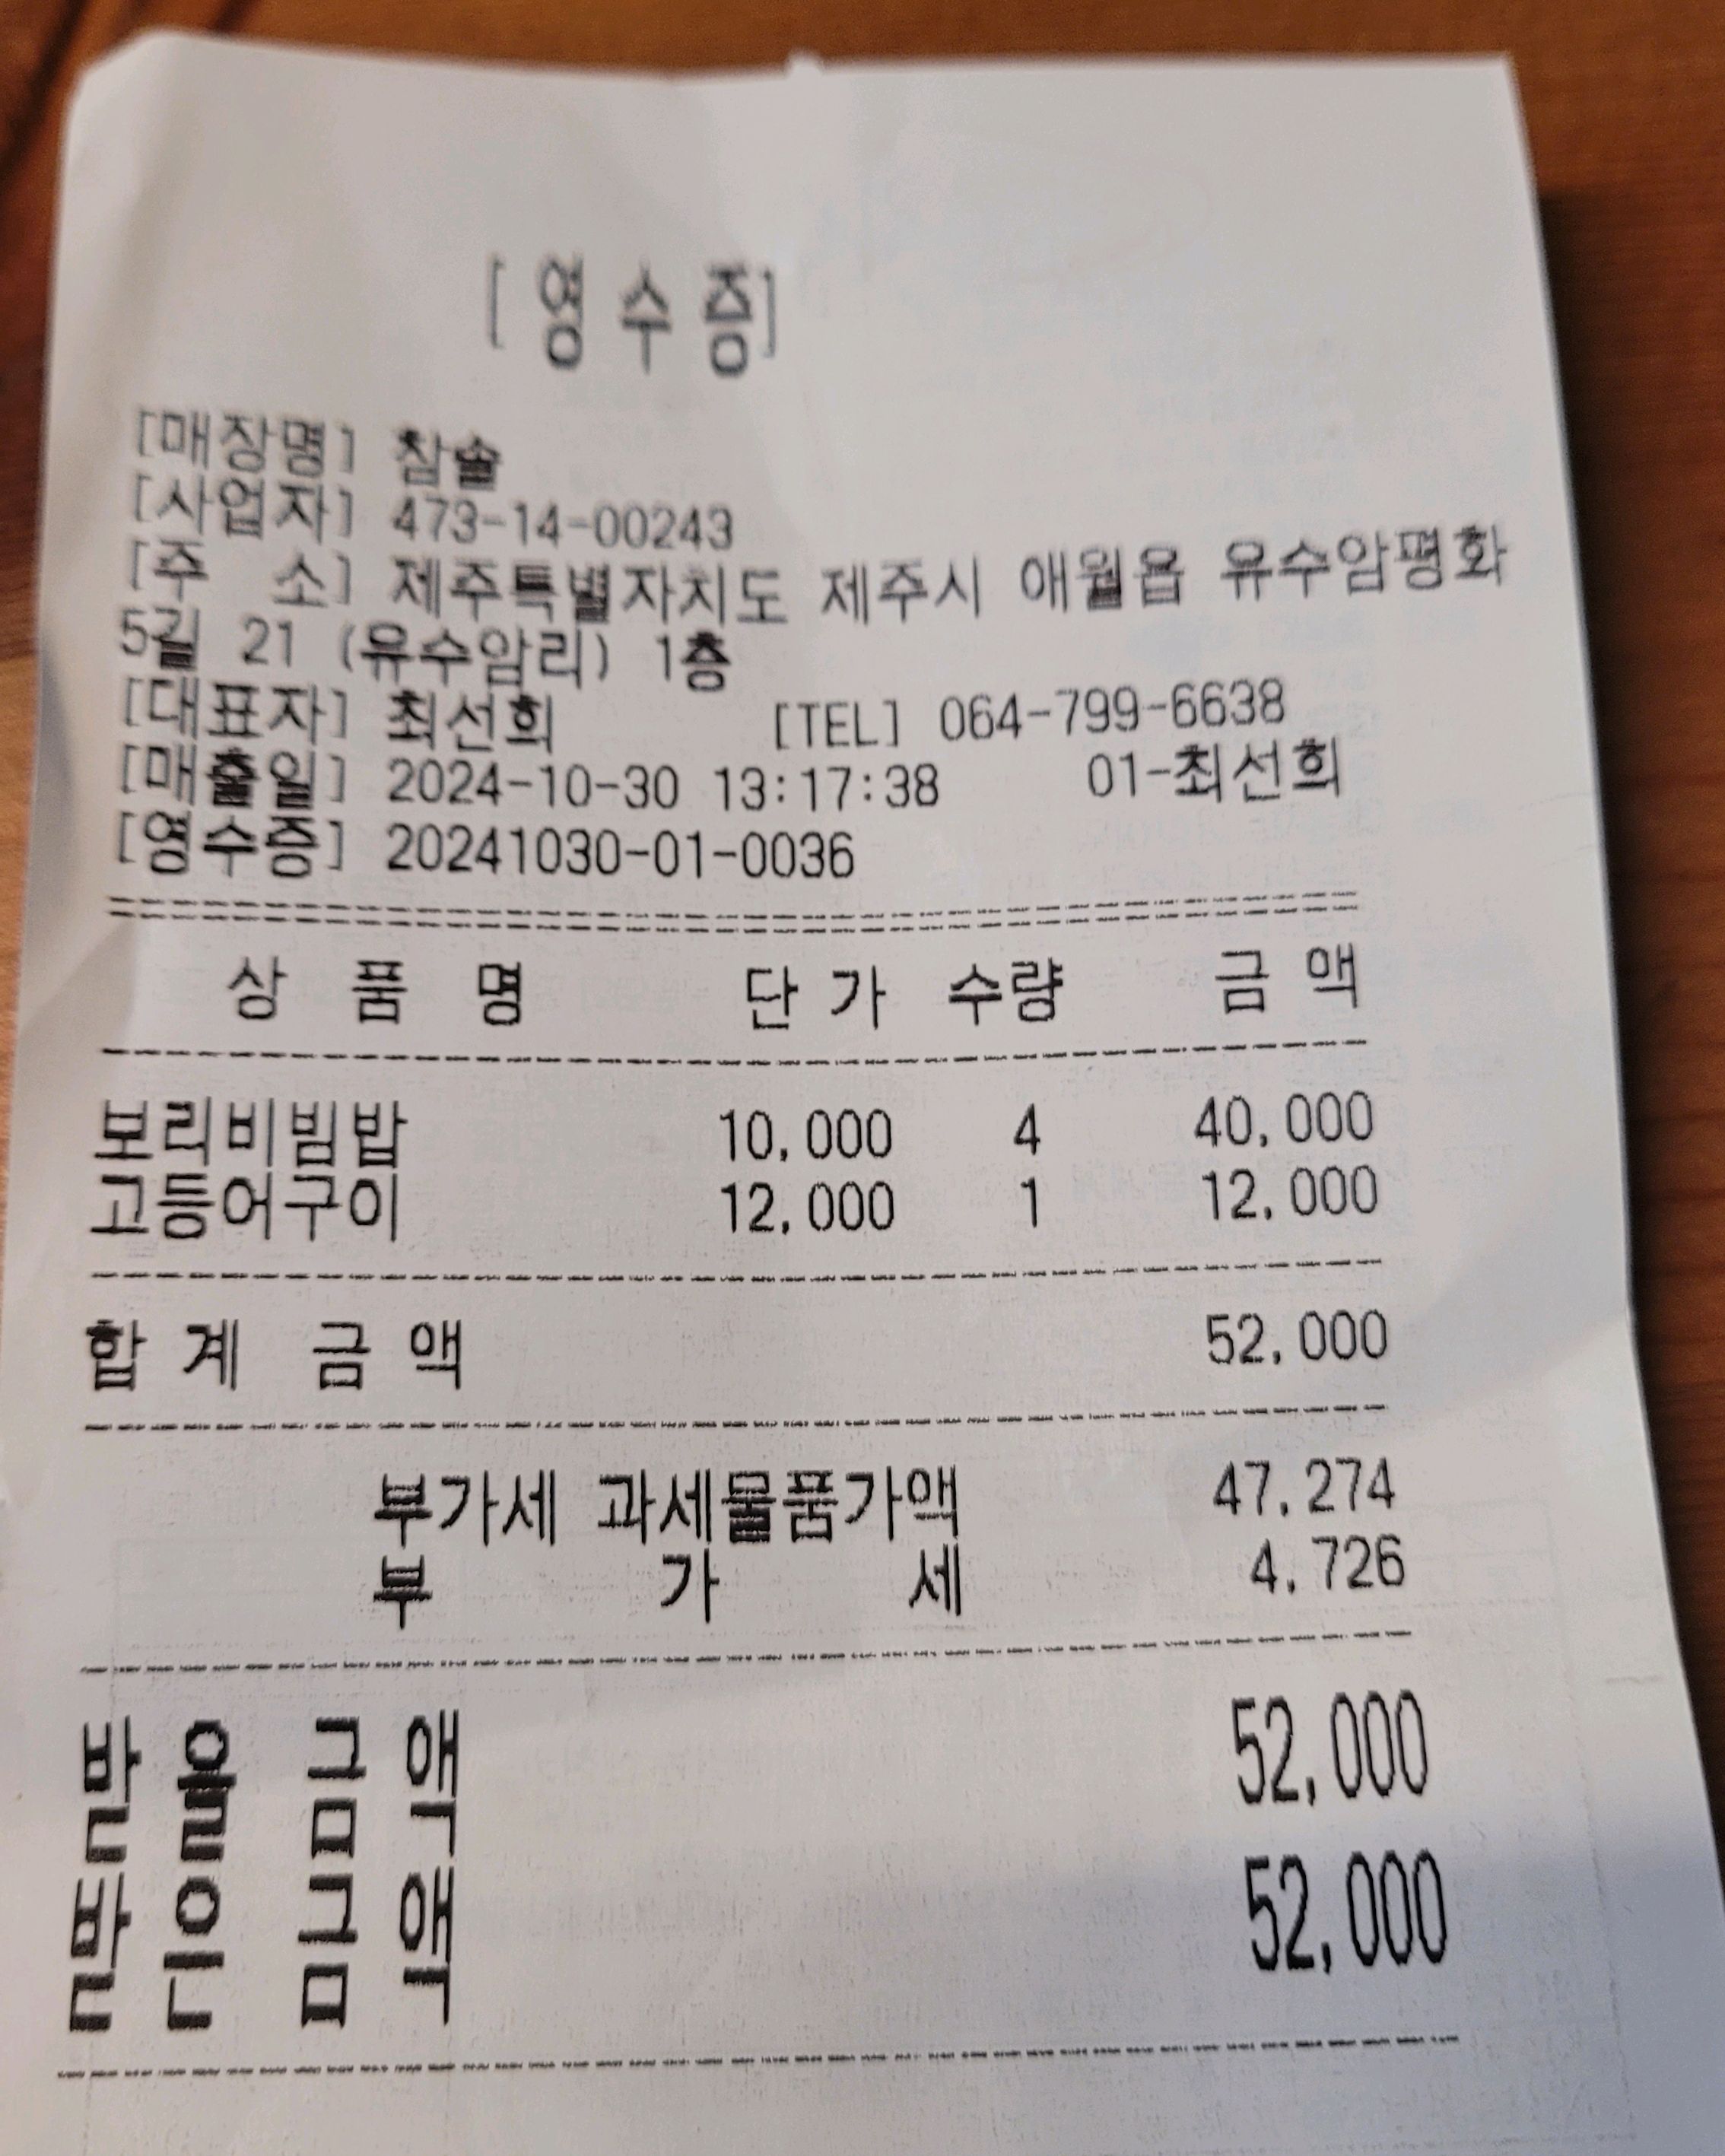 [영 수 증]
[매장명] 참솔
[사업자] 473-14-00243
[주 소] 제주특별자치도 제주시 애월읍 유수암평화
5길 21 (유수암리) 1층
[대표자] 최선희 [TEL] 064-799-6638
[매출일] 2024-10-30 13:17:38 01-최선희
[영수증] 20241030-01-0036
상 품 명 단 가 수량 금 액
보리비빔밥 10,000 4 40,000
고등어구이 12,000 1 12,000
합 계 금 액 52,000
부가세 과세물품가액 47,274
부 가 세 4,726
받 을 금 액 52,000
받 은 금 액 52,000